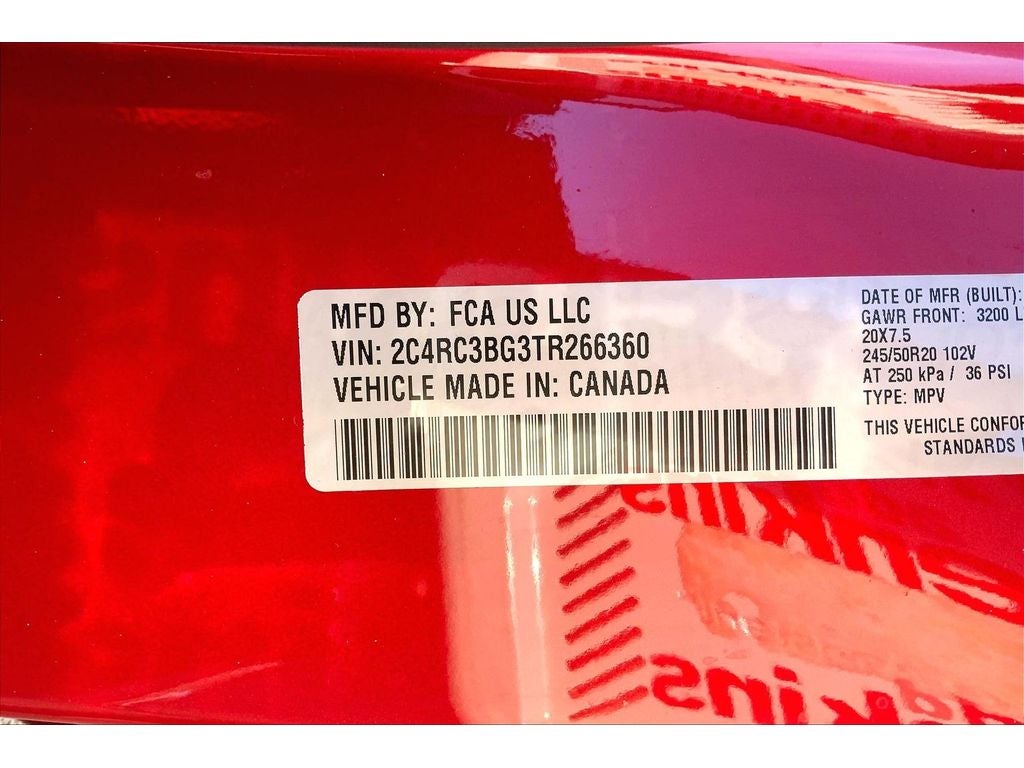 MFD BY: FCA US LLC
VIN: 2C4RC3BG3TR266360
VEHICLE MADE IN: CANADA
DATE OF MFR (BUILT):
GAWR FRONT: 3200 L
20X7.5
245/50R20 102V
AT 250 kPa / 36 PSI
TYPE: MPV
THIS VEHICLE CONFOR
STANDARDS